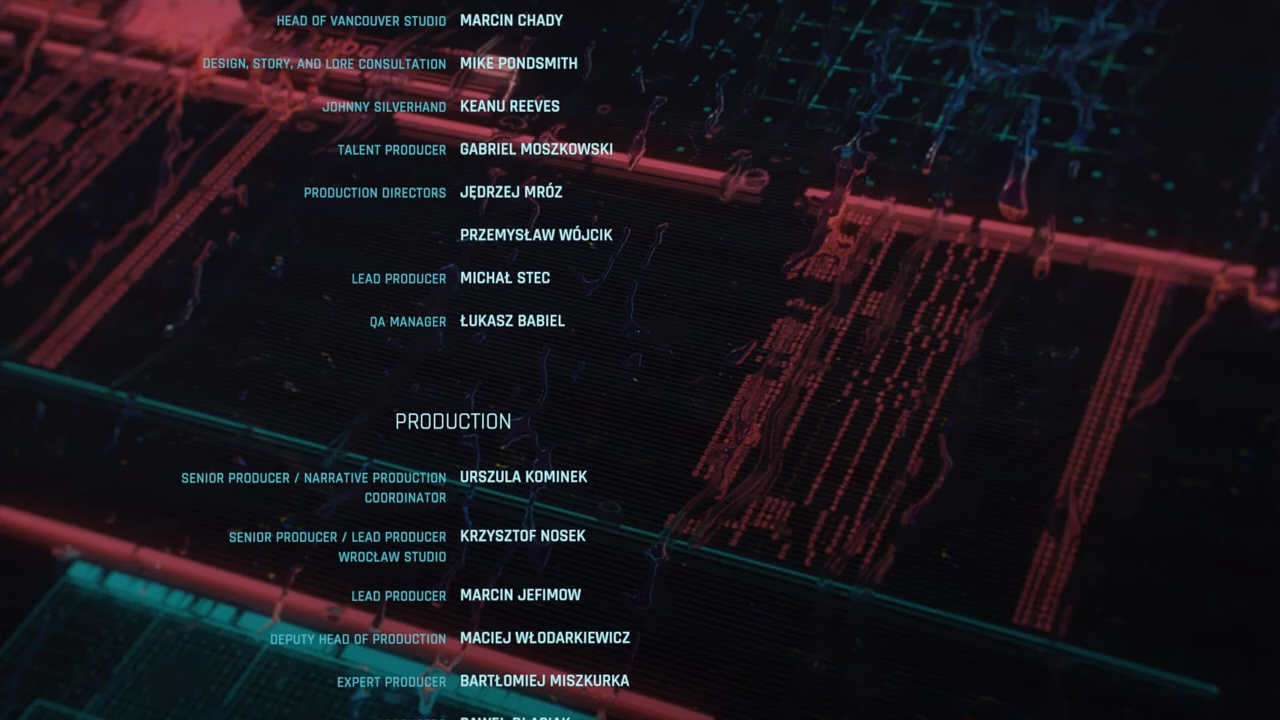 HEAD OF VANCOUVER STUDIO MARCIN CHADY
DESIGN, STORY, AND LORE CONSULTATION MIKE PONDSMITH
JOHNNY SILVERHAND KEANU REEVES
TALENT PRODUCER GABRIEL MOSZKOWSKI
PRODUCTION DIRECTORS JĘDRZEJ MRÓZ
PRZEMYSŁAW WÓJCIK
LEAD PRODUCER MICHAŁ STEC
QA MANAGER ŁUKASZ BABIEL
PRODUCTION
SENIOR PRODUCER / NARRATIVE PRODUCTION URSZULA KOMINEK
COORDINATOR
SENIOR PRODUCER / LEAD PRODUCER KRZYSZTOF NOSEK
WROCŁAW STUDIO
LEAD PRODUCER MARCIN JEFIMOW
DEPUTY HEAD OF PRODUCTION MACIEJ WŁODARKIEWICZ
EXPERT PRODUCER BARTŁOMIEJ MISZKURKA